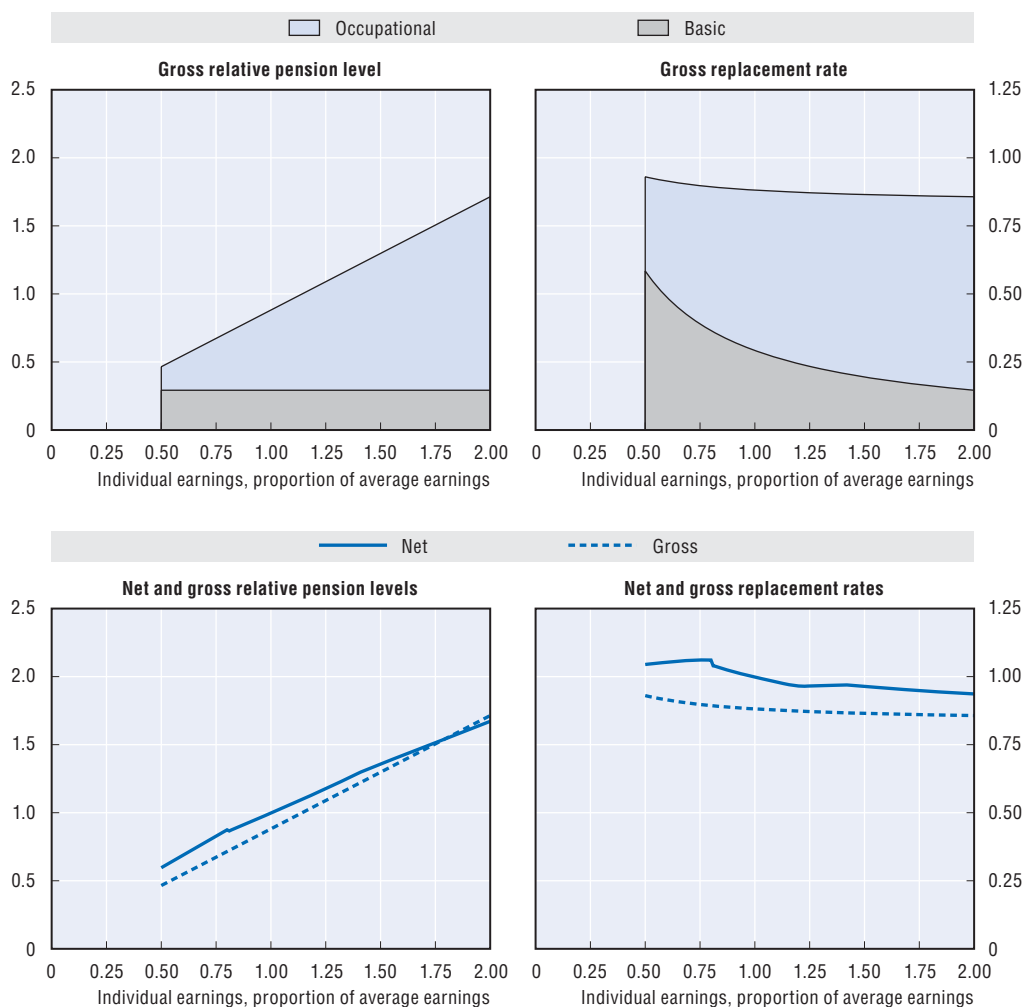 Occupational Basic
Gross relative pension level
2.5
2.0
1.5
1.0
0.5
0
0 0.25 0.50 0.75 1.00 1.25 1.50 1.75 2.00
Individual earnings, proportion of average earnings
Gross replacement rate
1.25
1.00
0.75
0.50
0.25
0
0 0.25 0.50 0.75 1.00 1.25 1.50 1.75 2.00
Individual earnings, proportion of average earnings
Net Gross
Net and gross relative pension levels
2.5
2.0
1.5
1.0
0.5
0
0 0.25 0.50 0.75 1.00 1.25 1.50 1.75 2.00
Individual earnings, proportion of average earnings
Net and gross replacement rates
1.25
1.00
0.75
0.50
0.25
0
0 0.25 0.50 0.75 1.00 1.25 1.50 1.75 2.00
Individual earnings, proportion of average earnings